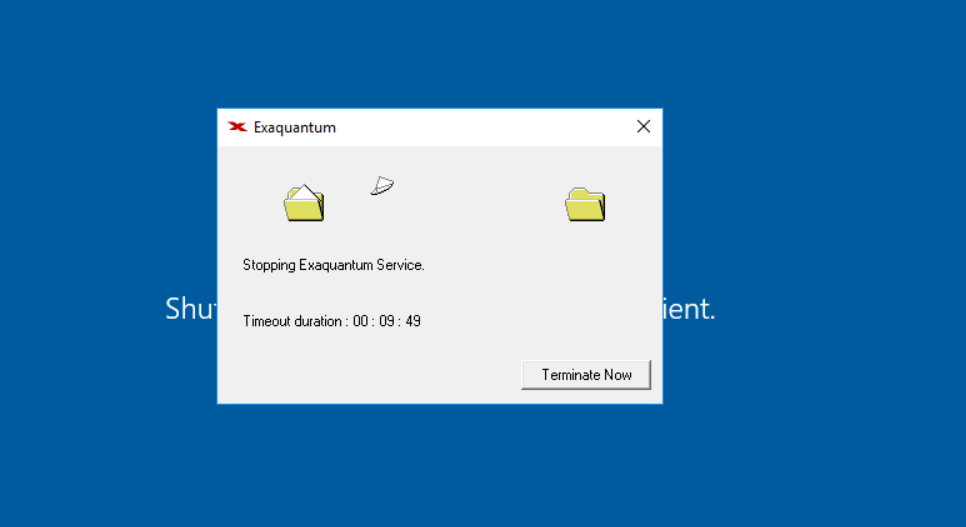 Exaquantum
Stopping Exaquantum Service.
Timeout duration : 00 : 09 : 49
Terminate Now